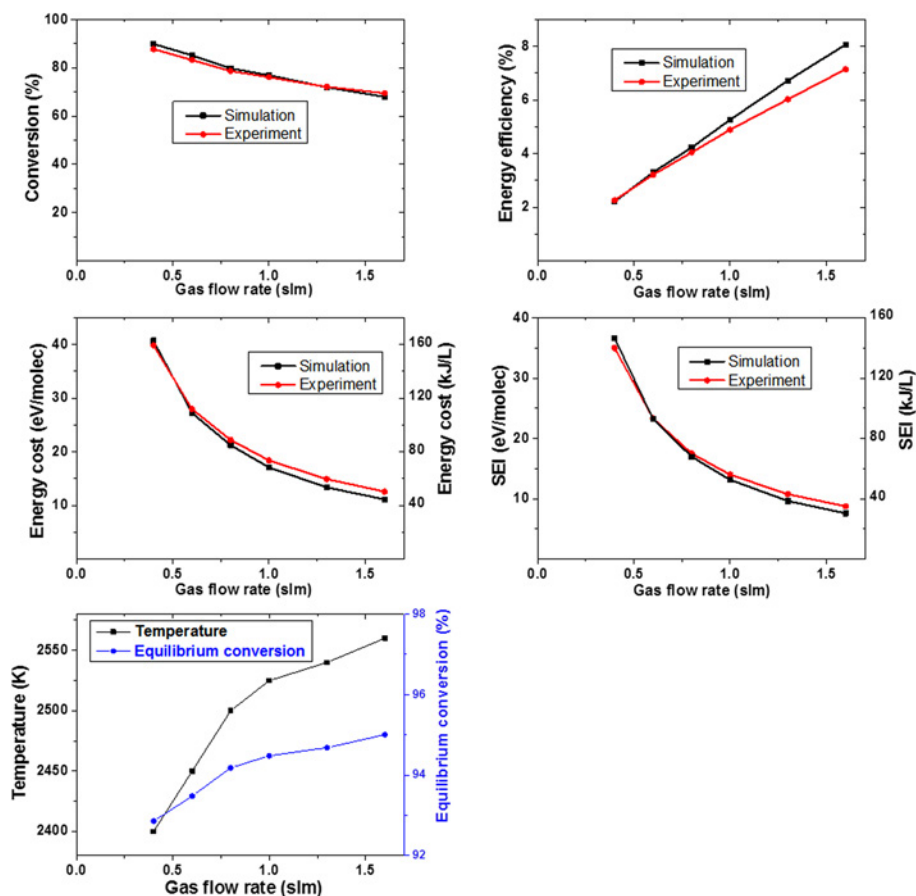 Conversion (%)
100
80
60
40
20
Simulation
Experiment
0.0
0.5
1.0
1.5
Gas flow rate (slm)
Energy efficiency (%)
8
6
4
2
Simulation
Experiment
0.0
0.5
1.0
1.5
Gas flow rate (slm)
Energy cost (eV/molec)
40
30
20
10
Simulation
Experiment
160
120
80
40
Energy cost (kJ/L)
0.0
0.5
1.0
1.5
Gas flow rate (slm)
SEI (eV/molec)
40
30
20
10
Simulation
Experiment
140
100
80
40
SEI (kJ/L)
0.0
0.5
1.0
1.5
Gas flow rate (slm)
Temperature (K)
2550
2500
2450
2400
Temperature
Equilibrium conversion
98
96
94
92
Equilibrium conversion (%)
0.0
0.5
1.0
1.5
Gas flow rate (slm)